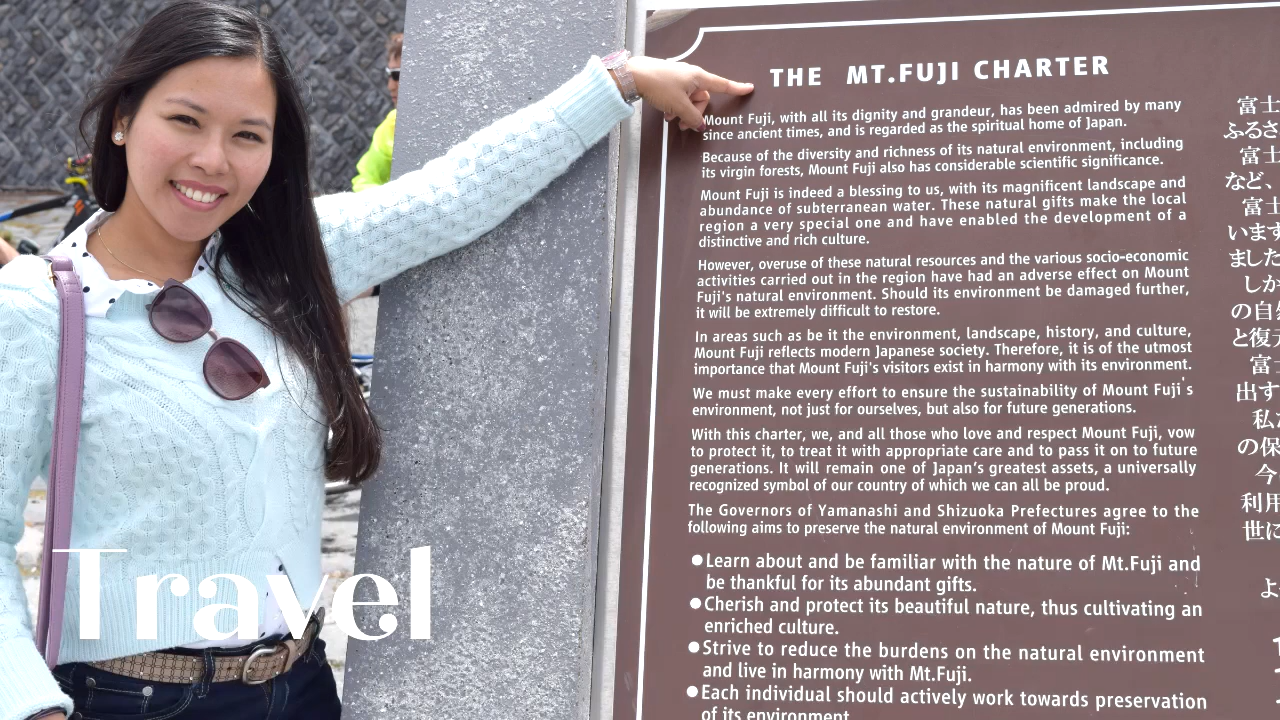 THE MT.FUJI CHARTER
Mount Fuji, with all its dignity and grandeur, has been admired by many
since ancient times, and is regarded as the spiritual home of Japan.
Because of the diversity and richness of its natural environment, including
its virgin forests, Mount Fuji also has considerable scientific significance.
Mount Fuji is indeed a blessing to us, with its magnificent landscape and
abundance of subterranean water. These natural gifts make the local
region a very special one and have enabled the development of a
distinctive and rich culture.
However, overuse of these natural resources and the various socio-economic
activities carried out in the region have had an adverse effect on Mount
Fuji's natural environment. Should its environment be damaged further,
it will be extremely difficult to restore.
In areas such as be it the environment, landscape, history, and culture,
Mount Fuji reflects modern Japanese society. Therefore, it is of the utmost
importance that Mount Fuji's visitors exist in harmony with its environment.
We must make every effort to ensure the sustainability of Mount Fuji's
environment, not just for ourselves, but also for future generations.
With this charter, we, and all those who love and respect Mount Fuji, vow
to protect it, to treat it with appropriate care and to pass it on to future
generations. It will remain one of Japan's greatest assets, a universally
recognized symbol of our country of which we can all be proud.
The Governors of Yamanashi and Shizuoka Prefectures agree to the
following aims to preserve the natural environment of Mount Fuji:
●Learn about and be familiar with the nature of Mt.Fuji and
be thankful for its abundant gifts.
●Cherish and protect its beautiful nature, thus cultivating an
enriched culture.
●Strive to reduce the burdens on the natural environment
and live in harmony with Mt.Fuji.
●Each individual should actively work towards preservation
of its environment
富士
ふるさ
富士
など、
富士
います
ました
しか
の自然
と復元
富士
出す
私
の保
今
利用
世に
よ
Travel